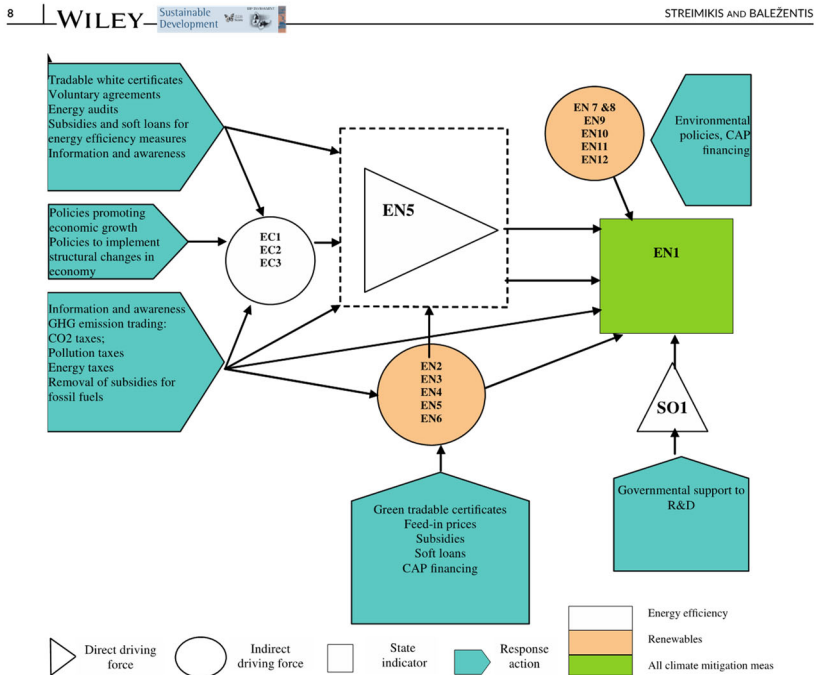 8
WILEY
Sustainable
Development
STREIMIKIS AND BALEŽENTIS
Tradable white certificates
Voluntary agreements
Energy audits
Subsidies and soft loans for
energy efficiency measures
Information and awareness
EN 7 &8
EN9
EN10
EN11
EN12
Environmental
policies, CAP
financing
Policies promoting
economic growth
Policies to implement
structural changes in
economy
EC1
EC2
EC3
EN5
EN1
Information and awareness
GHG emission trading:
CO2 taxes;
Pollution taxes
Energy taxes
Removal of subsidies for
fossil fuels
EN2
EN3
EN4
EN5
EN6
SO1
Green tradable certificates
Feed-in prices
Subsidies
Soft loans
CAP financing
Governmental support to
R&D
Direct driving
force
Indirect
driving force
State
indicator
Response
action
Energy efficiency
Renewables
All climate mitigation meas